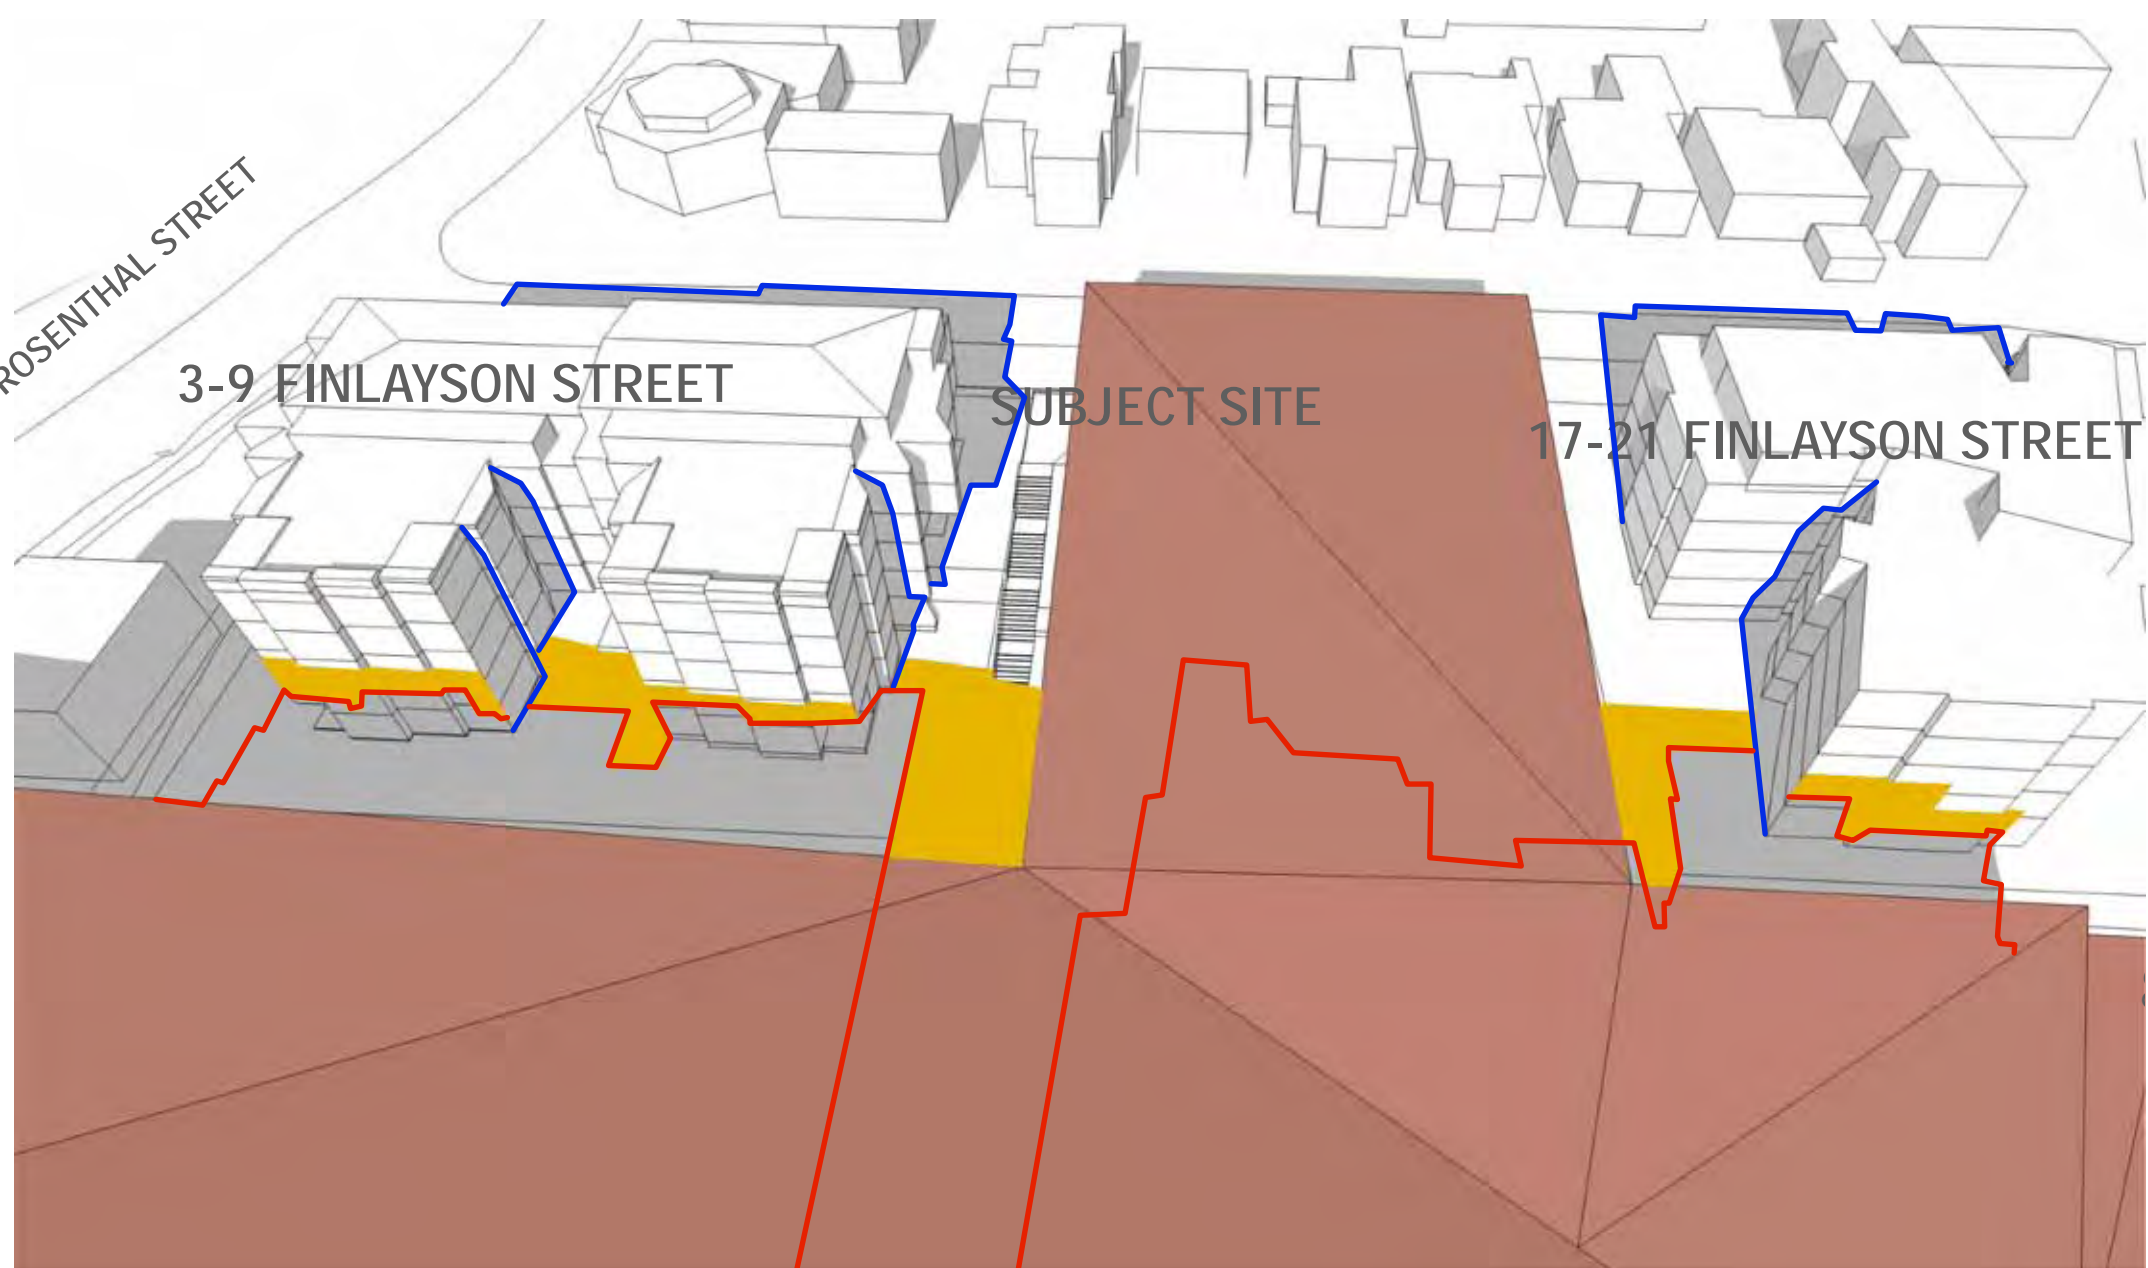 ROSENTHAL STREET
3-9 FINLAYSON STREET
SUBJECT SITE
17-21 FINLAYSON STREET